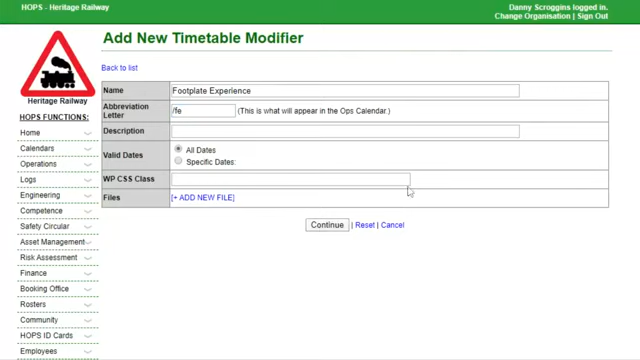 HOPS - Heritage Railway
Danny Scroggins logged in.
Change Organisation | Sign Out
Add New Timetable Modifier
Back to list
Heritage Railway
HOPS FUNCTIONS:
Home
Calendars
Operations
Logs
Engineering
Competence
Safety Circular
Asset Management
Risk Assessment
Finance
Booking Office
Rosters
Community
HOPS ID Cards
Employees
Name
Footplate Experience
Abbreviation
Letter
/fe
(This is what will appear in the Ops Calendar.)
Description
Valid Dates
All Dates
Specific Dates:
WP CSS Class
Files
[+ ADD NEW FILE]
Continue | Reset | Cancel